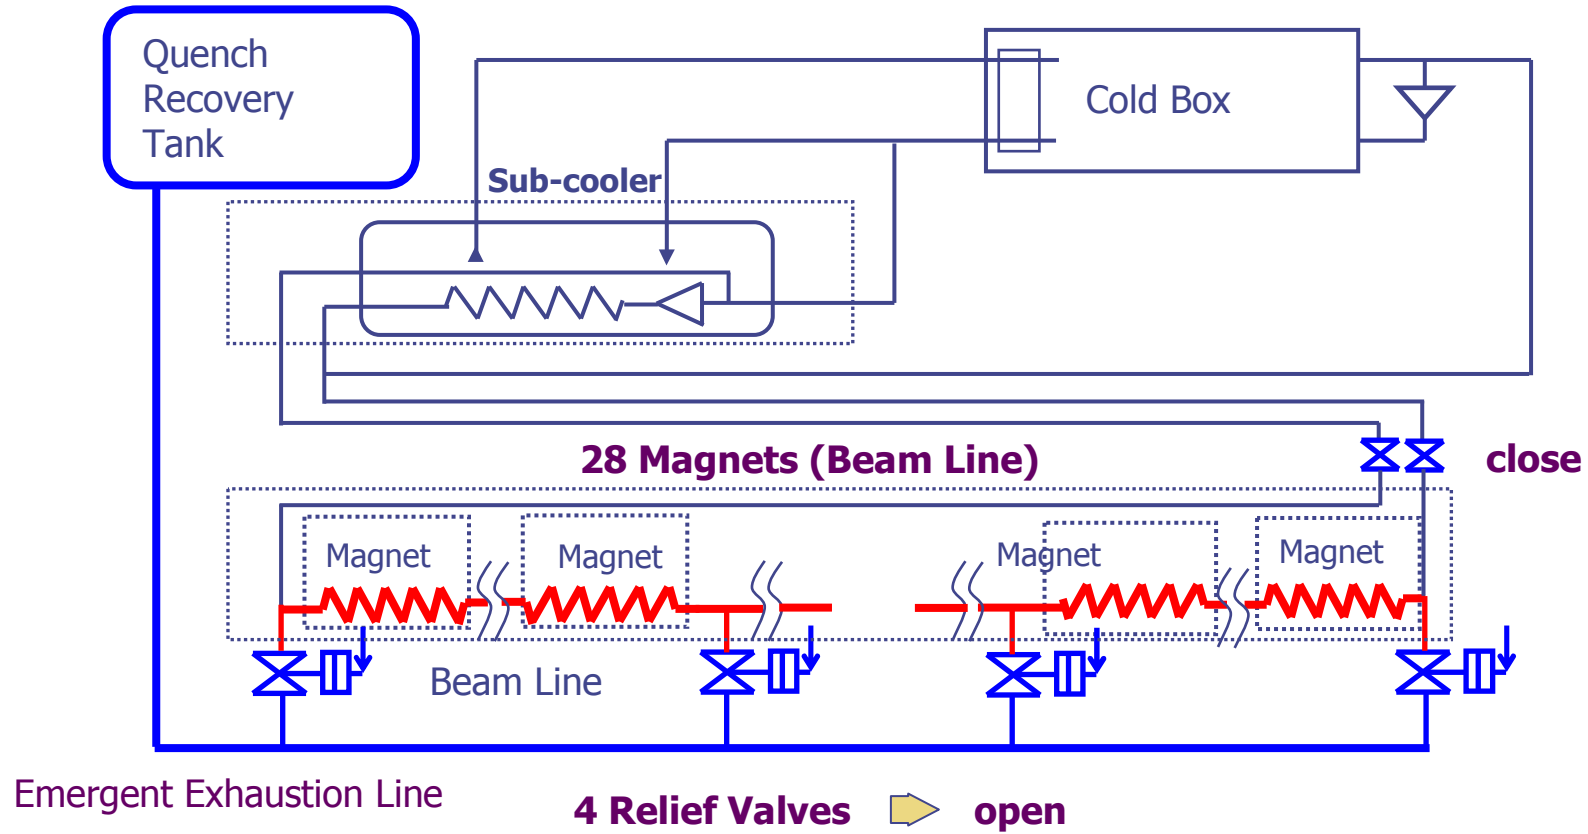 Quench
Recovery
Tank
Cold Box
Sub-cooler
28 Magnets (Beam Line)
close
Magnet
Magnet
Magnet
Magnet
Beam Line
Emergent Exhaustion Line
4 Relief Valves
open